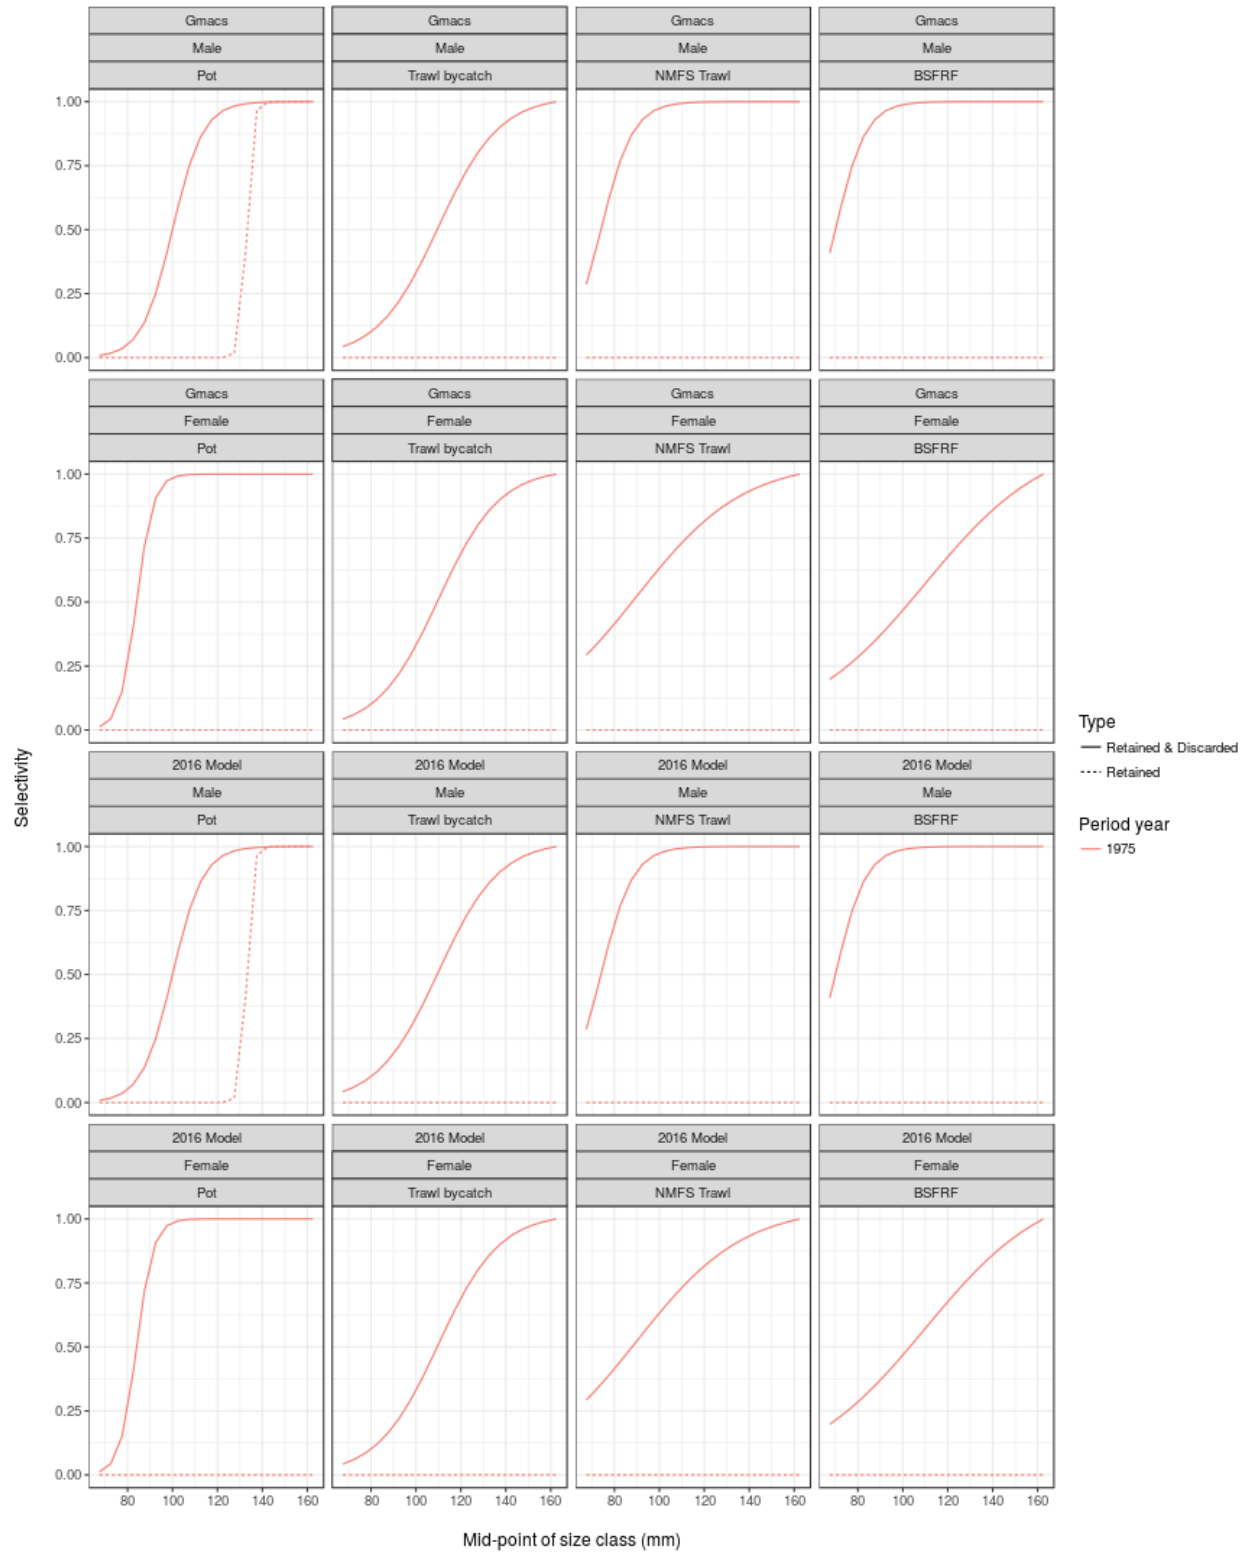 Gmacs Gmacs Gmacs Gmacs
Male Male Male Male
Pot Trawl bycatch NMFS Trawl BSFRF
1.00
0.75
0.50
0.25
0.00
Gmacs Gmacs Gmacs Gmacs
Female Female Female Female
Pot Trawl bycatch NMFS Trawl BSFRF
1.00
0.75
0.50
0.25
0.00
2016 Model 2016 Model 2016 Model 2016 Model
Male Male Male Male
Pot Trawl bycatch NMFS Trawl BSFRF
1.00
0.75
0.50
0.25
0.00
2016 Model 2016 Model 2016 Model 2016 Model
Female Female Female Female
Pot Trawl bycatch NMFS Trawl BSFRF
1.00
0.75
0.50
0.25
0.00
80 100 120 140 160 80 100 120 140 160 80 100 120 140 160 80 100 120 140 160
Mid-point of size class (mm)
Selectivity
Type
Retained & Discarded
Retained
Period year
1975